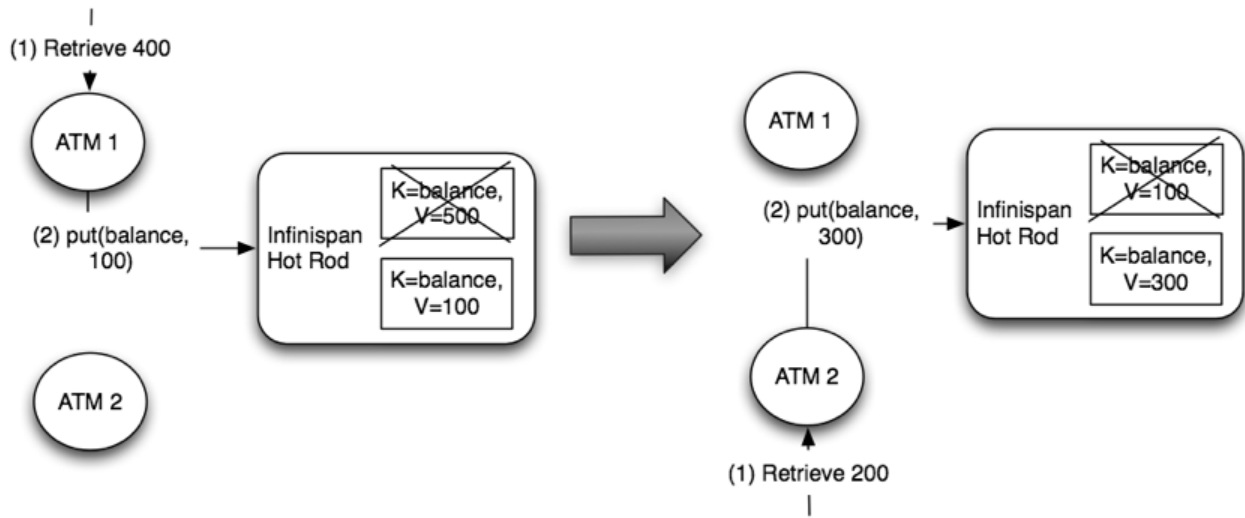 (1) Retrieve 400
ATM 1
(2) put(balance,
100)
Infinispan
Hot Rod
K=balance,
V=500
K=balance,
V=100
ATM 2
ATM 1
(2) put(balance,
300)
Infinispan
Hot Rod
K=balance,
V=100
K=balance,
V=300
ATM 2
(1) Retrieve 200